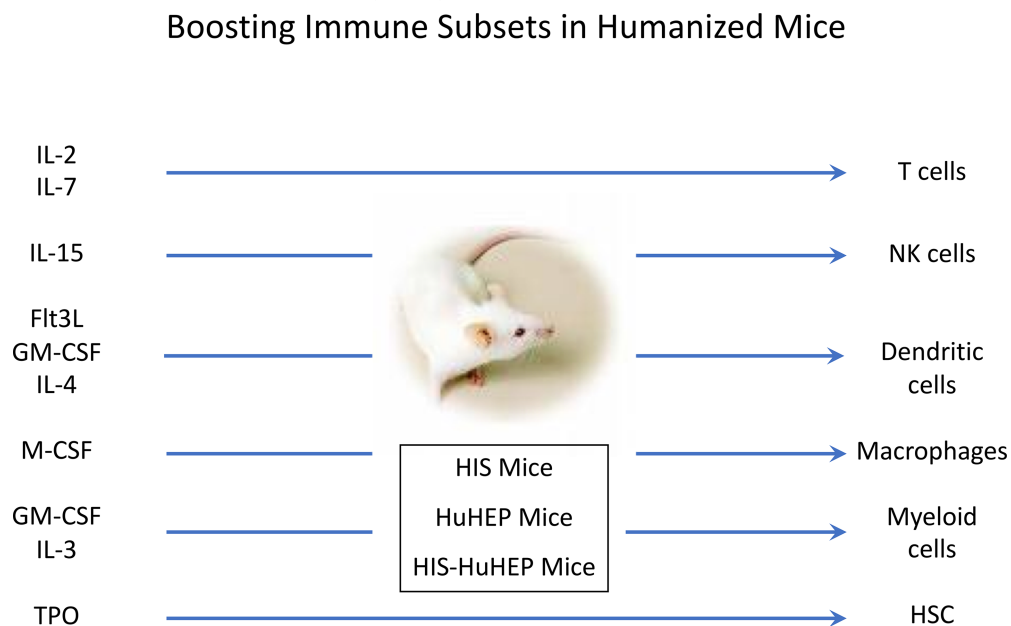 Boosting Immune Subsets in Humanized Mice
IL-2
IL-7
T cells
IL-15
NK cells
Flt3L
GM-CSF
IL-4
Dendritic
cells
M-CSF
Macrophages
HIS Mice
HuHEP Mice
HIS-HuHEP Mice
GM-CSF
IL-3
Myeloid
cells
TPO
HSC